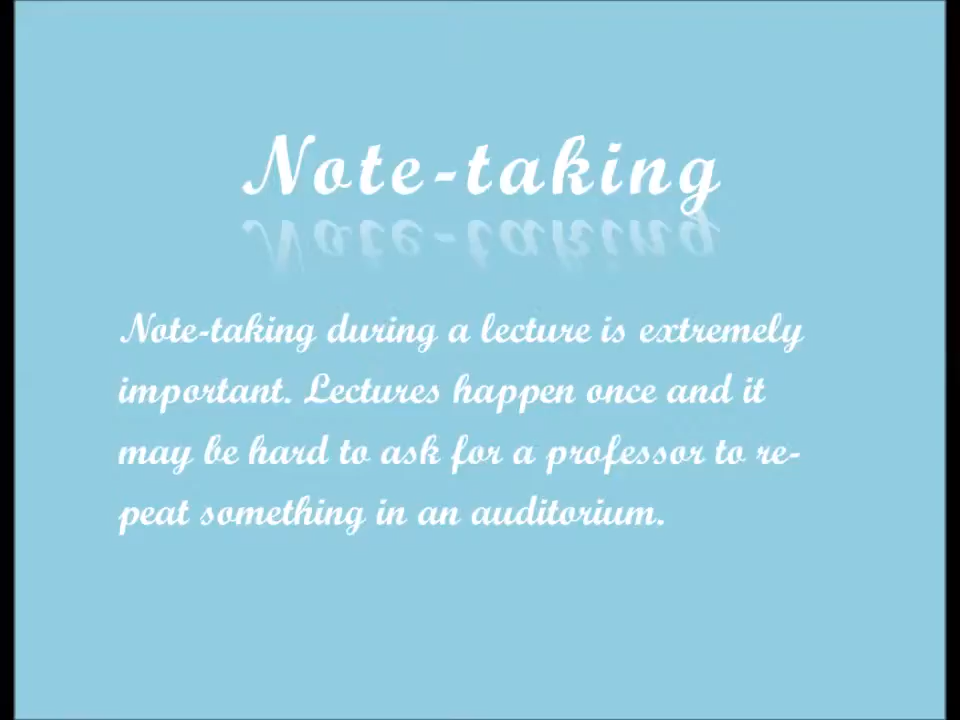 Note-taking
Note-taking during a lecture is extremely
important. Lectures happen once and it
may be hard to ask for a professor to re-
peat something in an auditorium.